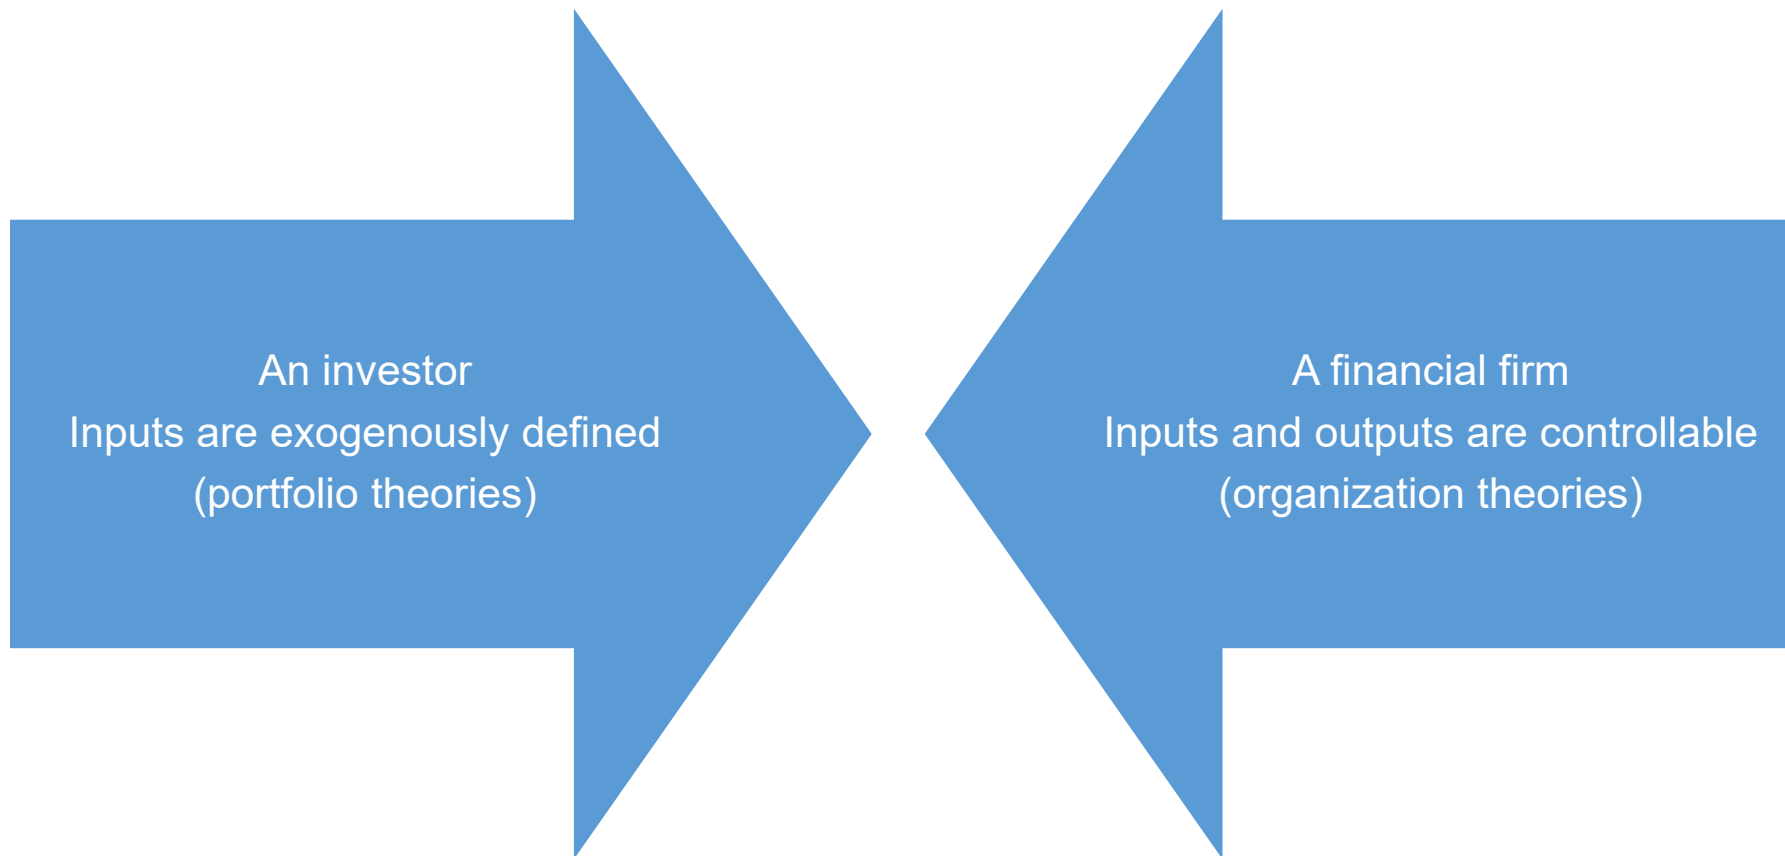 An investor
Inputs are exogenously defined
(portfolio theories)
A financial firm
Inputs and outputs are controllable
(organization theories)